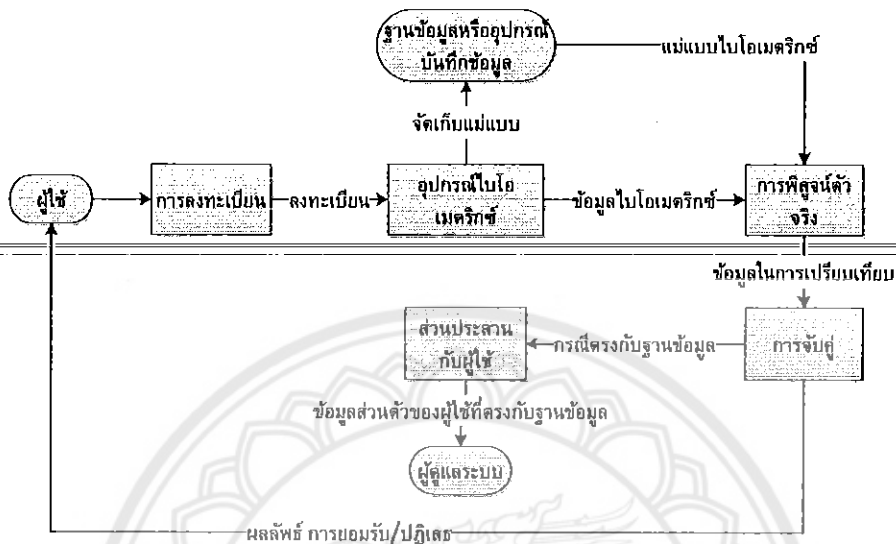 ฐานข้อมูลหรืออุปกรณ์
บันทึกข้อมูล
แม่แบบไบโอเมตริกซ์
จัดเก็บแม่แบบ
ผู้ใช้
การลงทะเบียน
ลงทะเบียน
อุปกรณ์ไบโอ
เมตริกซ์
ข้อมูลไบโอเมตริกซ์
การพิสูจน์ตัว
จริง
ข้อมูลในการเปรียบเทียบ
ส่วนประสาน
กับผู้ใช้
กรณีตรงกับฐานข้อมูล
การจับคู่
ข้อมูลส่วนตัวของผู้ใช้ที่ตรงกับฐานข้อมูล
ผู้ดูแลระบบ
ผลลัพธ์ การยอมรับ/ปฏิเสธ